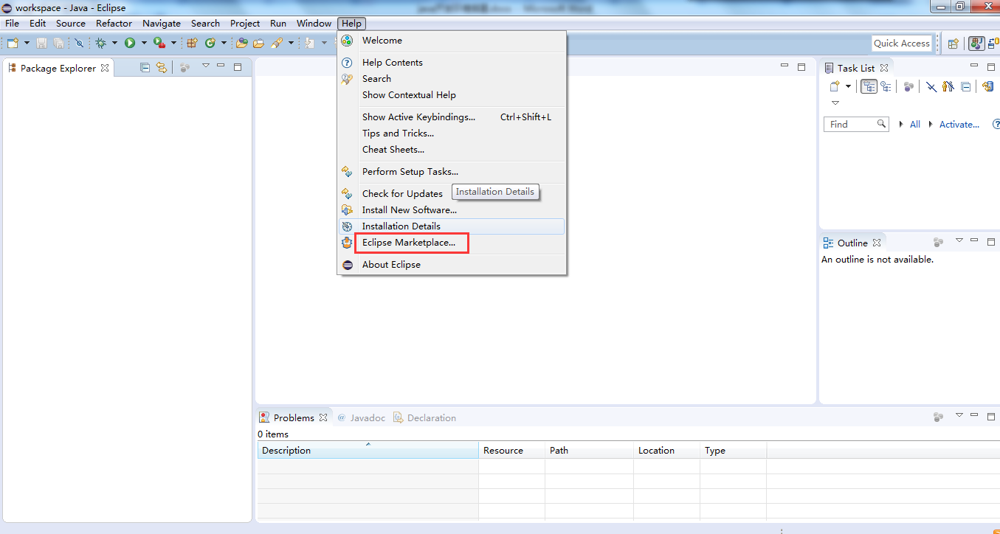 workspace - Java - Eclipse
File Edit Source Refactor Navigate Search Project Run Window Help
Quick Access
Package Explorer
Welcome
Help Contents
Search
Show Contextual Help
Show Active Keybindings... Ctrl+Shift+L
Tips and Tricks...
Cheat Sheets...
Perform Setup Tasks...
Check for Updates
Installation Details
Install New Software...
Installation Details
Eclipse Marketplace...
About Eclipse
Task List
Find All Activate...
Outline
An outline is not available.
Problems @ Javadoc Declaration
0 items
Description Resource Path Location Type